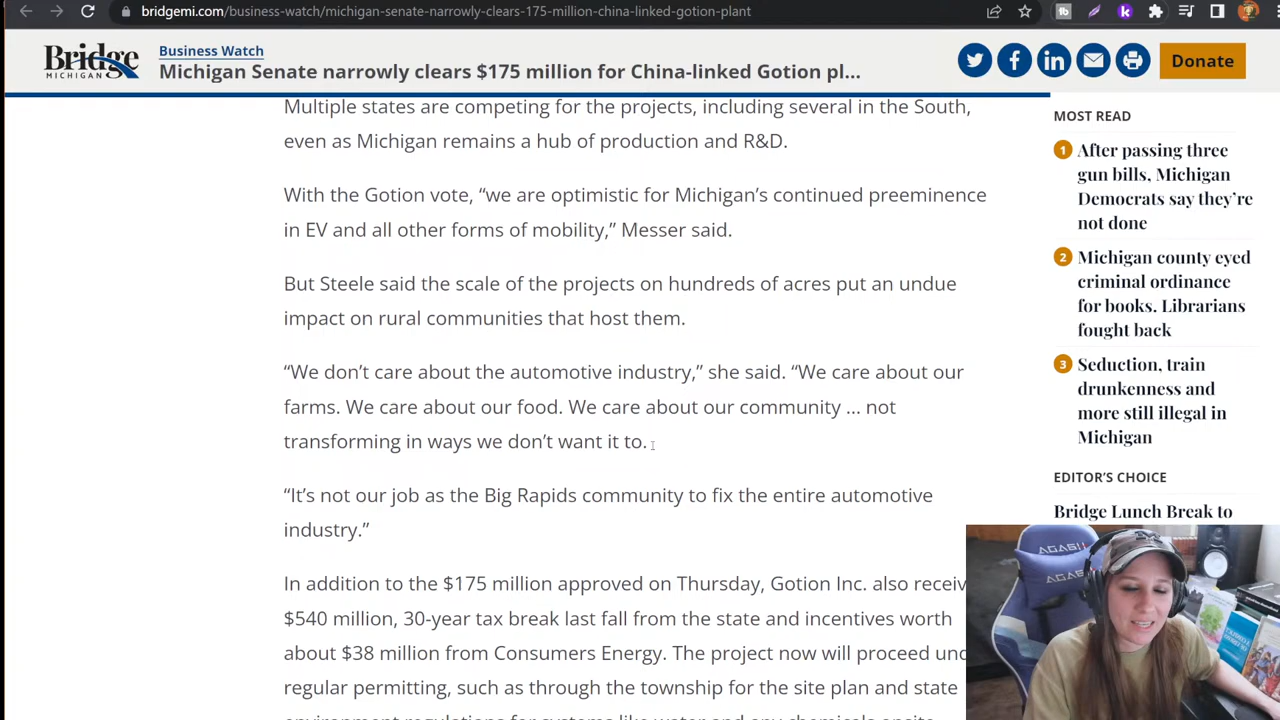 bridgemi.com/business-watch/michigan-senate-narrowly-clears-175-million-china-linked-gotion-plant
Bridge
MICHIGAN
Business Watch
Michigan Senate narrowly clears $175 million for China-linked Gotion pl...
Donate
Multiple states are competing for the projects, including several in the South,
even as Michigan remains a hub of production and R&D.
With the Gotion vote, “we are optimistic for Michigan’s continued preeminence
in EV and all other forms of mobility,” Messer said.
But Steele said the scale of the projects on hundreds of acres put an undue
impact on rural communities that host them.
“We don’t care about the automotive industry,” she said. “We care about our
farms. We care about our food. We care about our community ... not
transforming in ways we don’t want it to.
“It’s not our job as the Big Rapids community to fix the entire automotive
industry.”
In addition to the $175 million approved on Thursday, Gotion Inc. also receiv
$540 million, 30-year tax break last fall from the state and incentives worth
about $38 million from Consumers Energy. The project now will proceed und
regular permitting, such as through the township for the site plan and state
MOST READ
1 After passing three
gun bills, Michigan
Democrats say they’re
not done
2 Michigan county eyed
criminal ordinance
for books. Librarians
fought back
3 Seduction, train
drunkenness and
more still illegal in
Michigan
EDITOR’S CHOICE
Bridge Lunch Break to
AGASI
AGASI